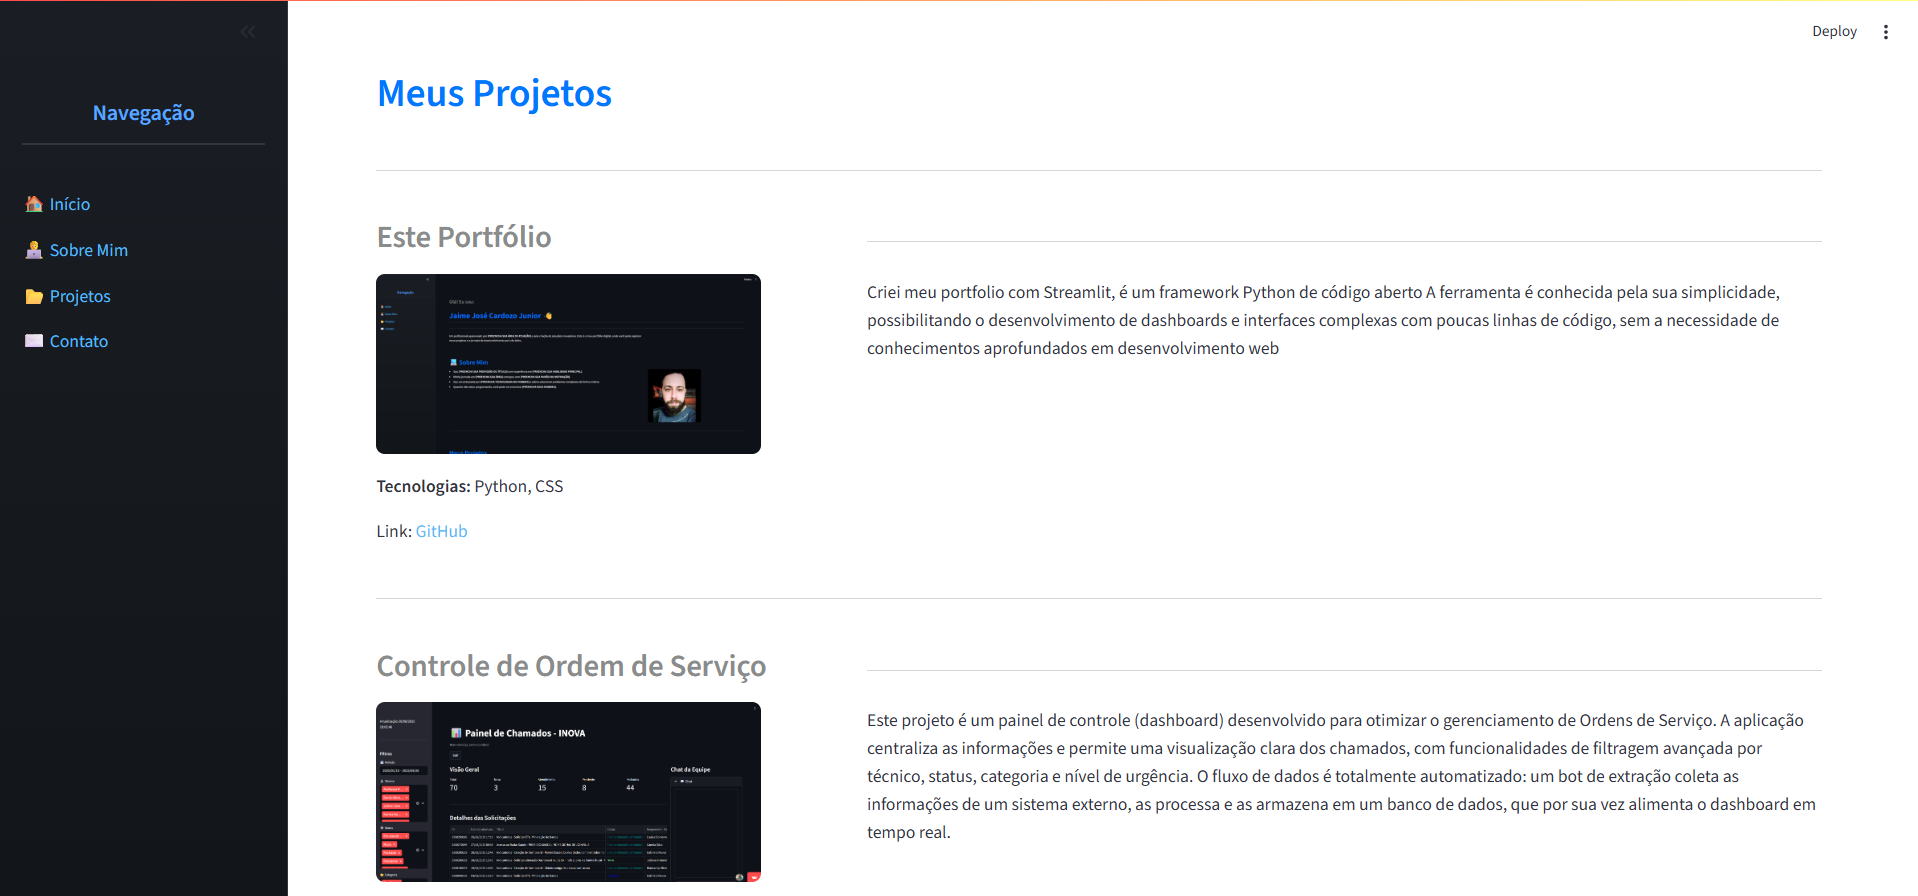 Deploy
Navegação
Início
Sobre Mim
Projetos
Contato
Meus Projetos
Este Portfólio
Jaime José Cardozo Junior
Sobre Mim
Criei meu portfolio com Streamlit, é um framework Python de código aberto A ferramenta é conhecida pela sua simplicidade,
possibilitando o desenvolvimento de dashboards e interfaces complexas com poucas linhas de código, sem a necessidade de
conhecimentos aprofundados em desenvolvimento web
Tecnologias: Python, CSS
Link: GitHub
Controle de Ordem de Serviço
Painel de Chamados - INOVA
Visão Geral
Chat da Equipe
70
3
15
8
44
Detalhes das Solicitações
Este projeto é um painel de controle (dashboard) desenvolvido para otimizar o gerenciamento de Ordens de Serviço. A aplicação
centraliza as informações e permite uma visualização clara dos chamados, com funcionalidades de filtragem avançada por
técnico, status, categoria e nível de urgência. O fluxo de dados é totalmente automatizado: um bot de extração coleta as
informações de um sistema externo, as processa e as armazena em um banco de dados, que por sua vez alimenta o dashboard em
tempo real.